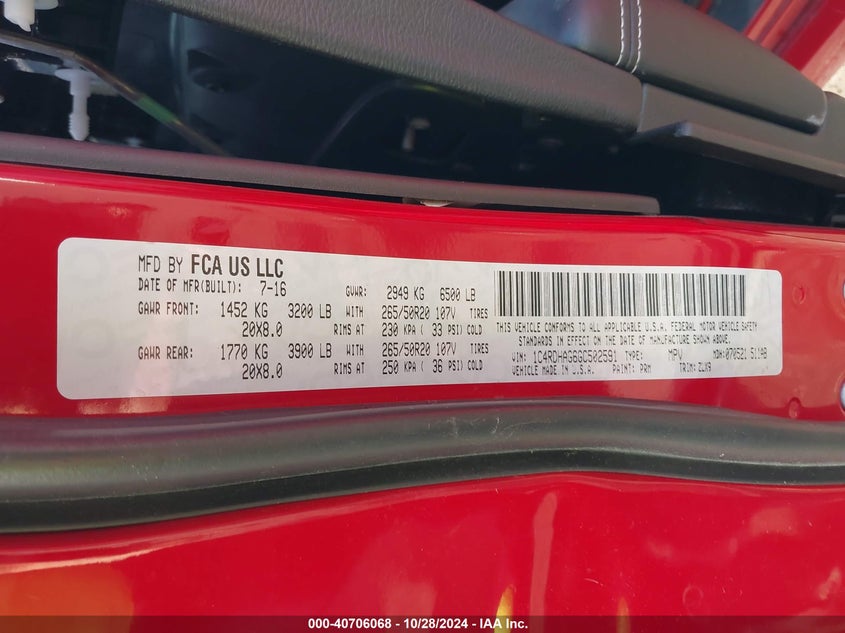 MFD BY FCA US LLC
DATE OF MFR(BUILT): 7-16 GVWR: 2949 KG 6500 LB
GAWR FRONT: 1452 KG 3200 LB WITH 265/50R20 107V TIRES
20X8.0 RIMS AT 230 KPA ( 33 PSI) COLD
GAWR REAR: 1770 KG 3900 LB WITH 265/50R20 107V TIRES
20X8.0 RIMS AT 250 KPA ( 36 PSI) COLD
THIS VEHICLE CONFORMS TO ALL APPLICABLE U.S.A. FEDERAL MOTOR VEHICLE SAFETY
STANDARDS IN EFFECT ON THE DATE OF MANUFACTURE SHOWN ABOVE.
VIN: 1C4RDHAG6GC502591 TYPE: MPV MDH: 070521 511AB
VEHICLE MADE IN U.S.A. PAINT: PRM TRIM: ZLX9
000-40706068 - 10/28/2024 - IAA Inc.